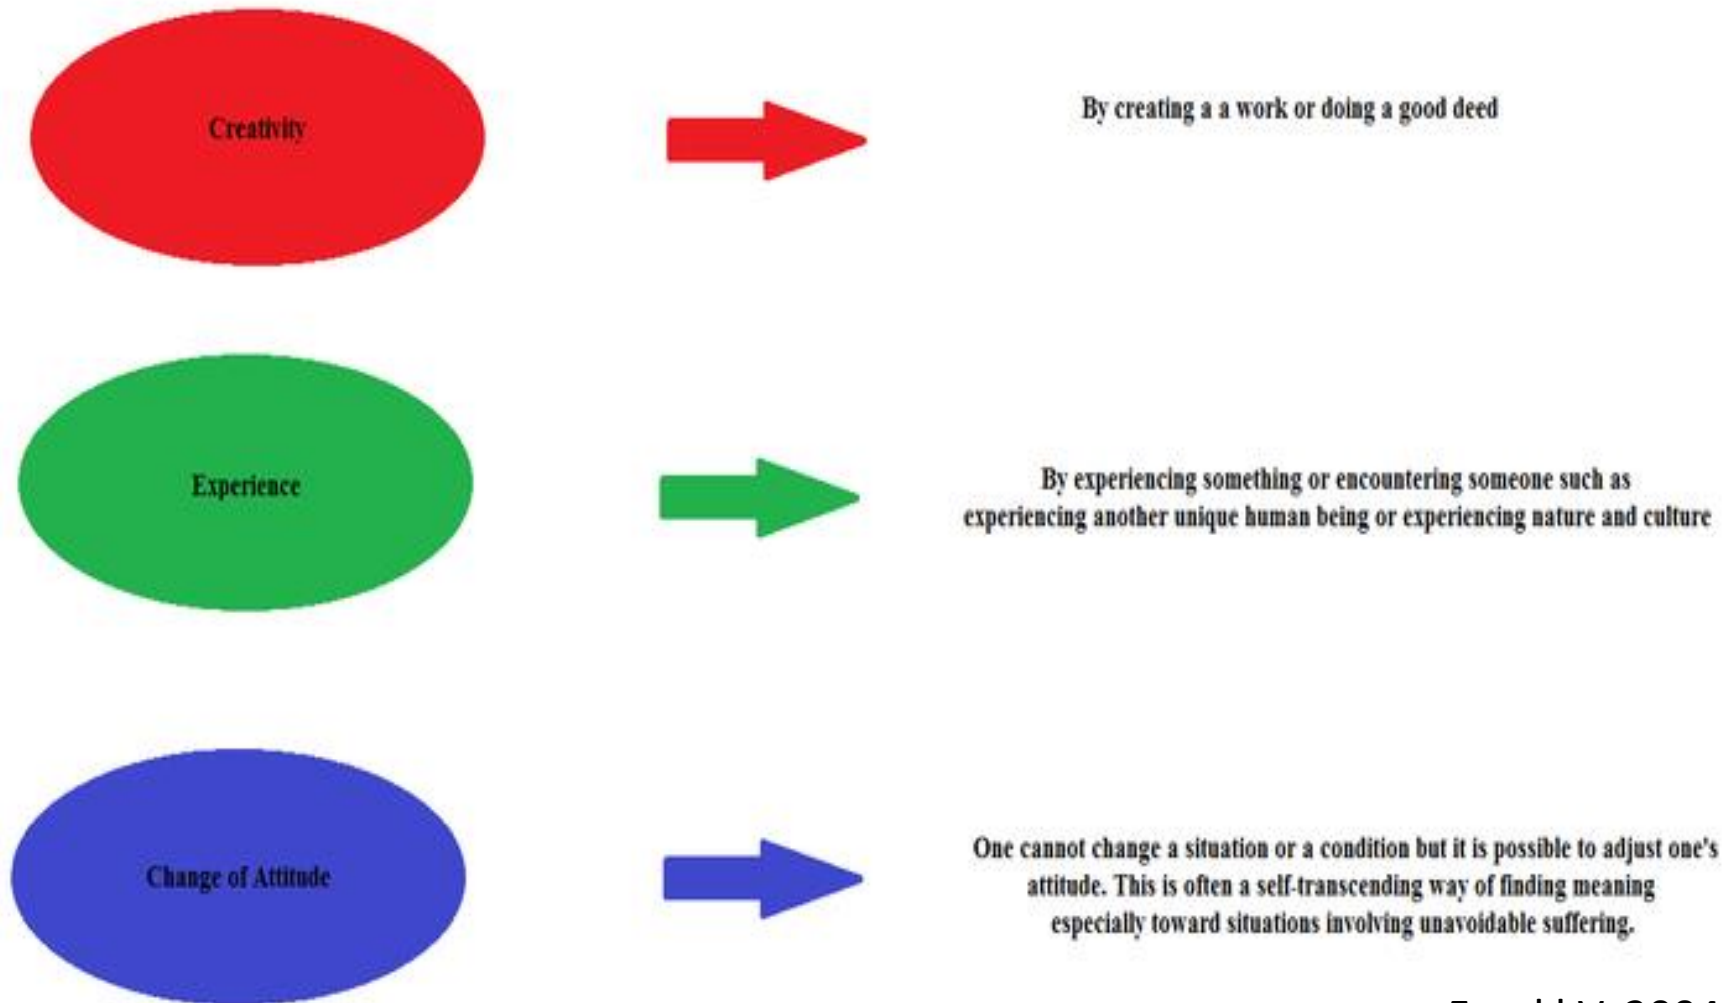 Creativity
By creating a a work or doing a good deed
Experience
By experiencing something or encountering someone such as
experiencing another unique human being or experiencing nature and culture
Change of Attitude
One cannot change a situation or a condition but it is possible to adjust one's
attitude. This is often a self-transcending way of finding meaning
especially toward situations involving unavoidable suffering.